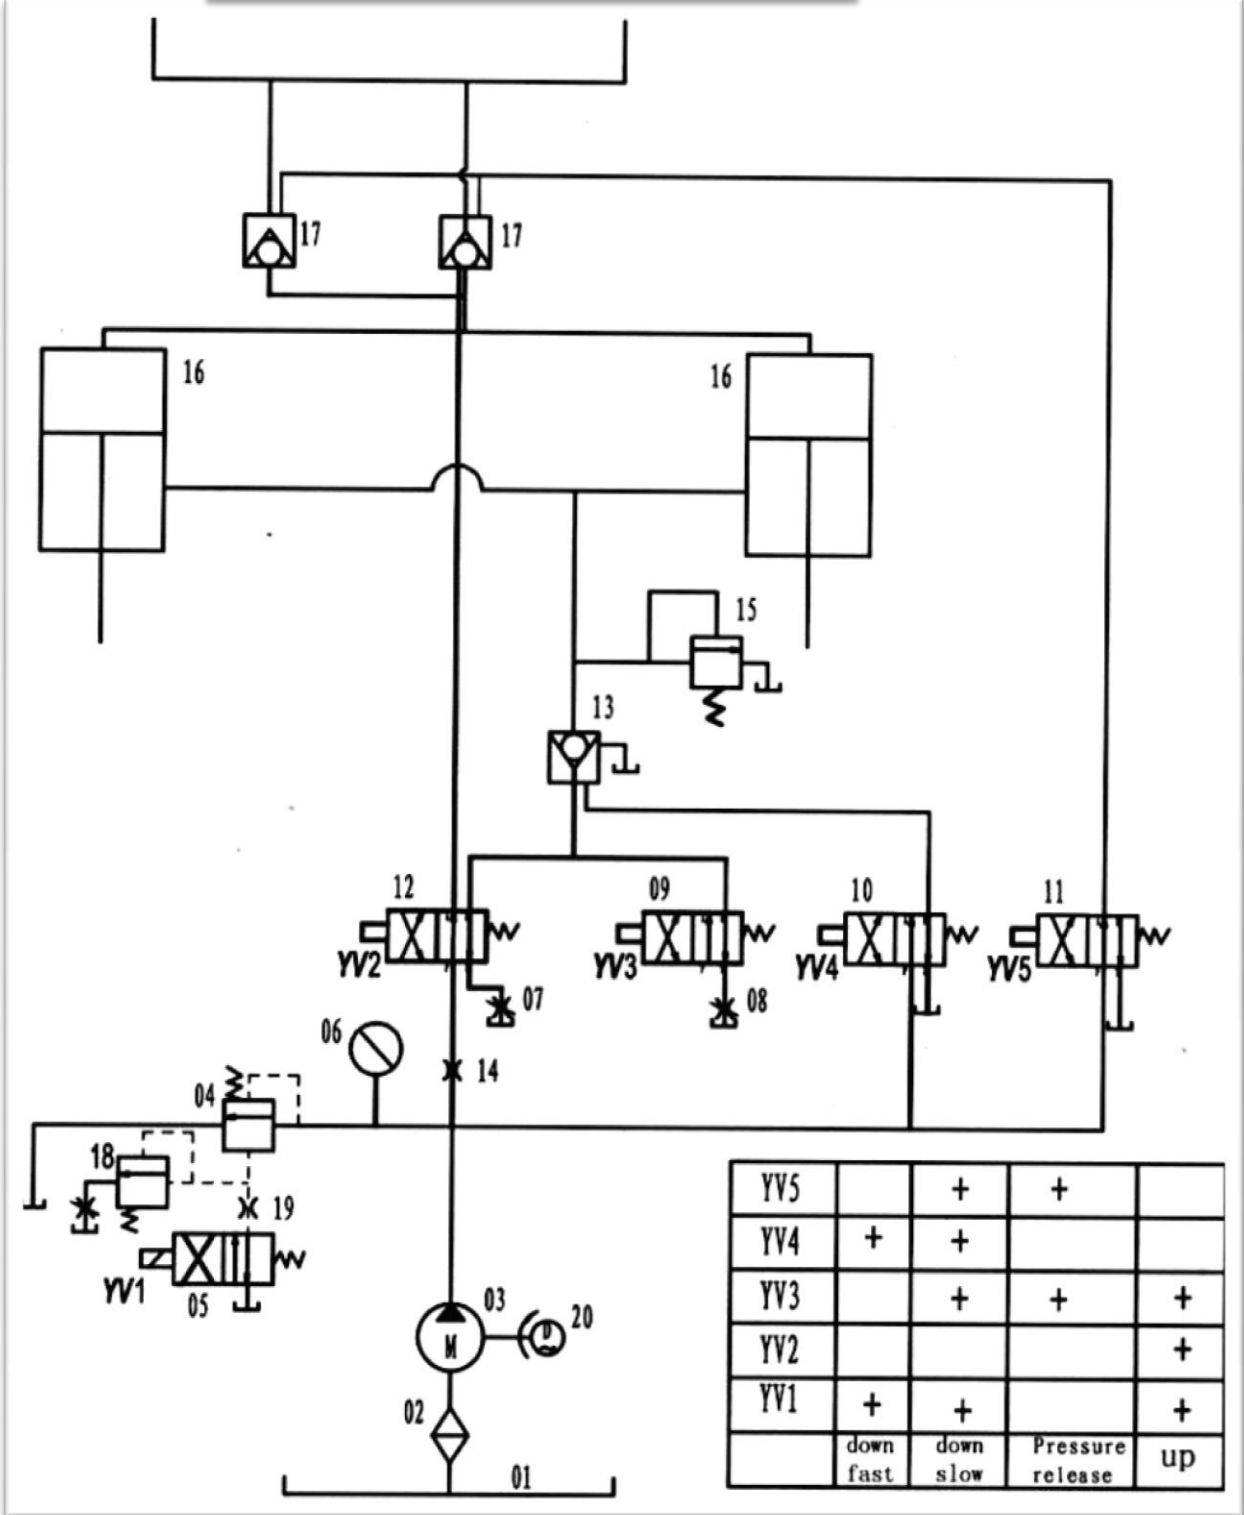 17
17
16
16
15
13
12
09
10
11
YV2
YV3
YV4
YV5
07
08
06
14
04
18
19
YV1
05
03
20
M
02
01
YV5 + +
YV4 + +
YV3 + + +
YV2 +
YV1 + + +
down fast
down slow
Pressure release
up